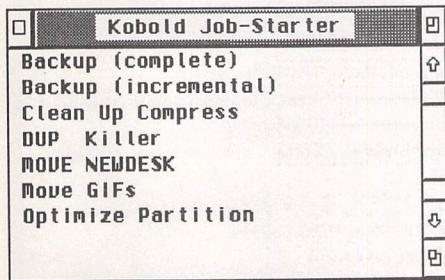 Kobold Job-Starter
Backup (complete)
Backup (incremental)
Clean Up Compress
DUP Killer
MOVE NEWDESK
Move GIFs
Optimize Partition